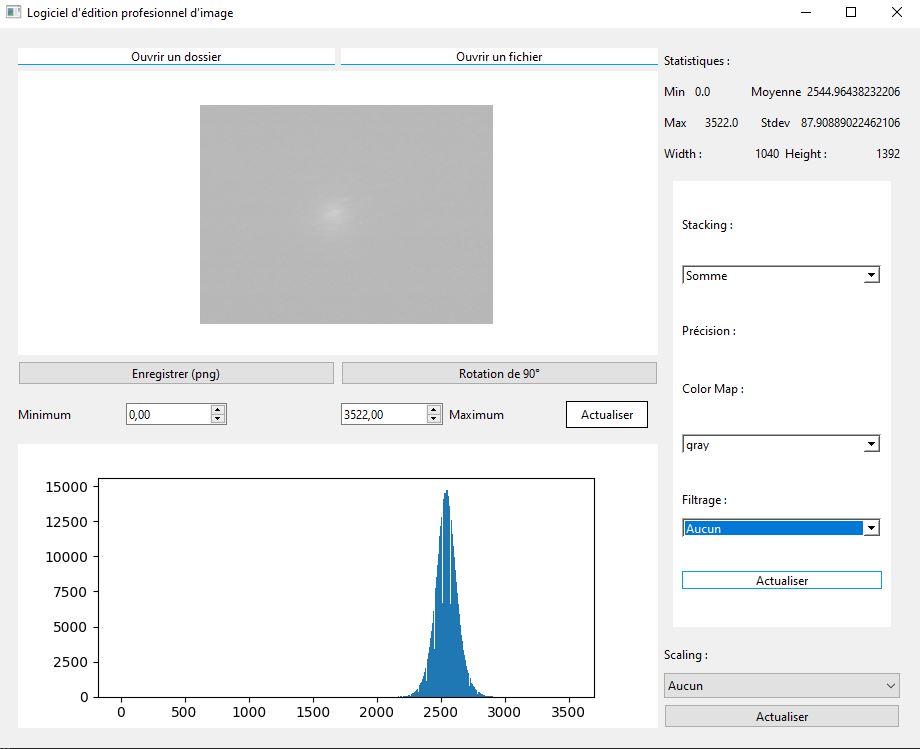 Logiciel d'édition profesionnel d'image
Ouvrir un dossier Ouvrir un fichier
Statistiques :
Min 0.0 Moyenne 2544.96438232206
Max 3522.0 Stdev 87.90889022462106
Width : 1040 Height : 1392
Stacking :
Somme
Précision :
Color Map :
gray
Filtrage :
Aucun
Actualiser
Scaling :
Aucun
Actualiser
Enregistrer (png) Rotation de 90°
Minimum 0,00 3522,00 Maximum Actualiser
15000
12500
10000
7500
5000
2500
0
0 500 1000 1500 2000 2500 3000 3500